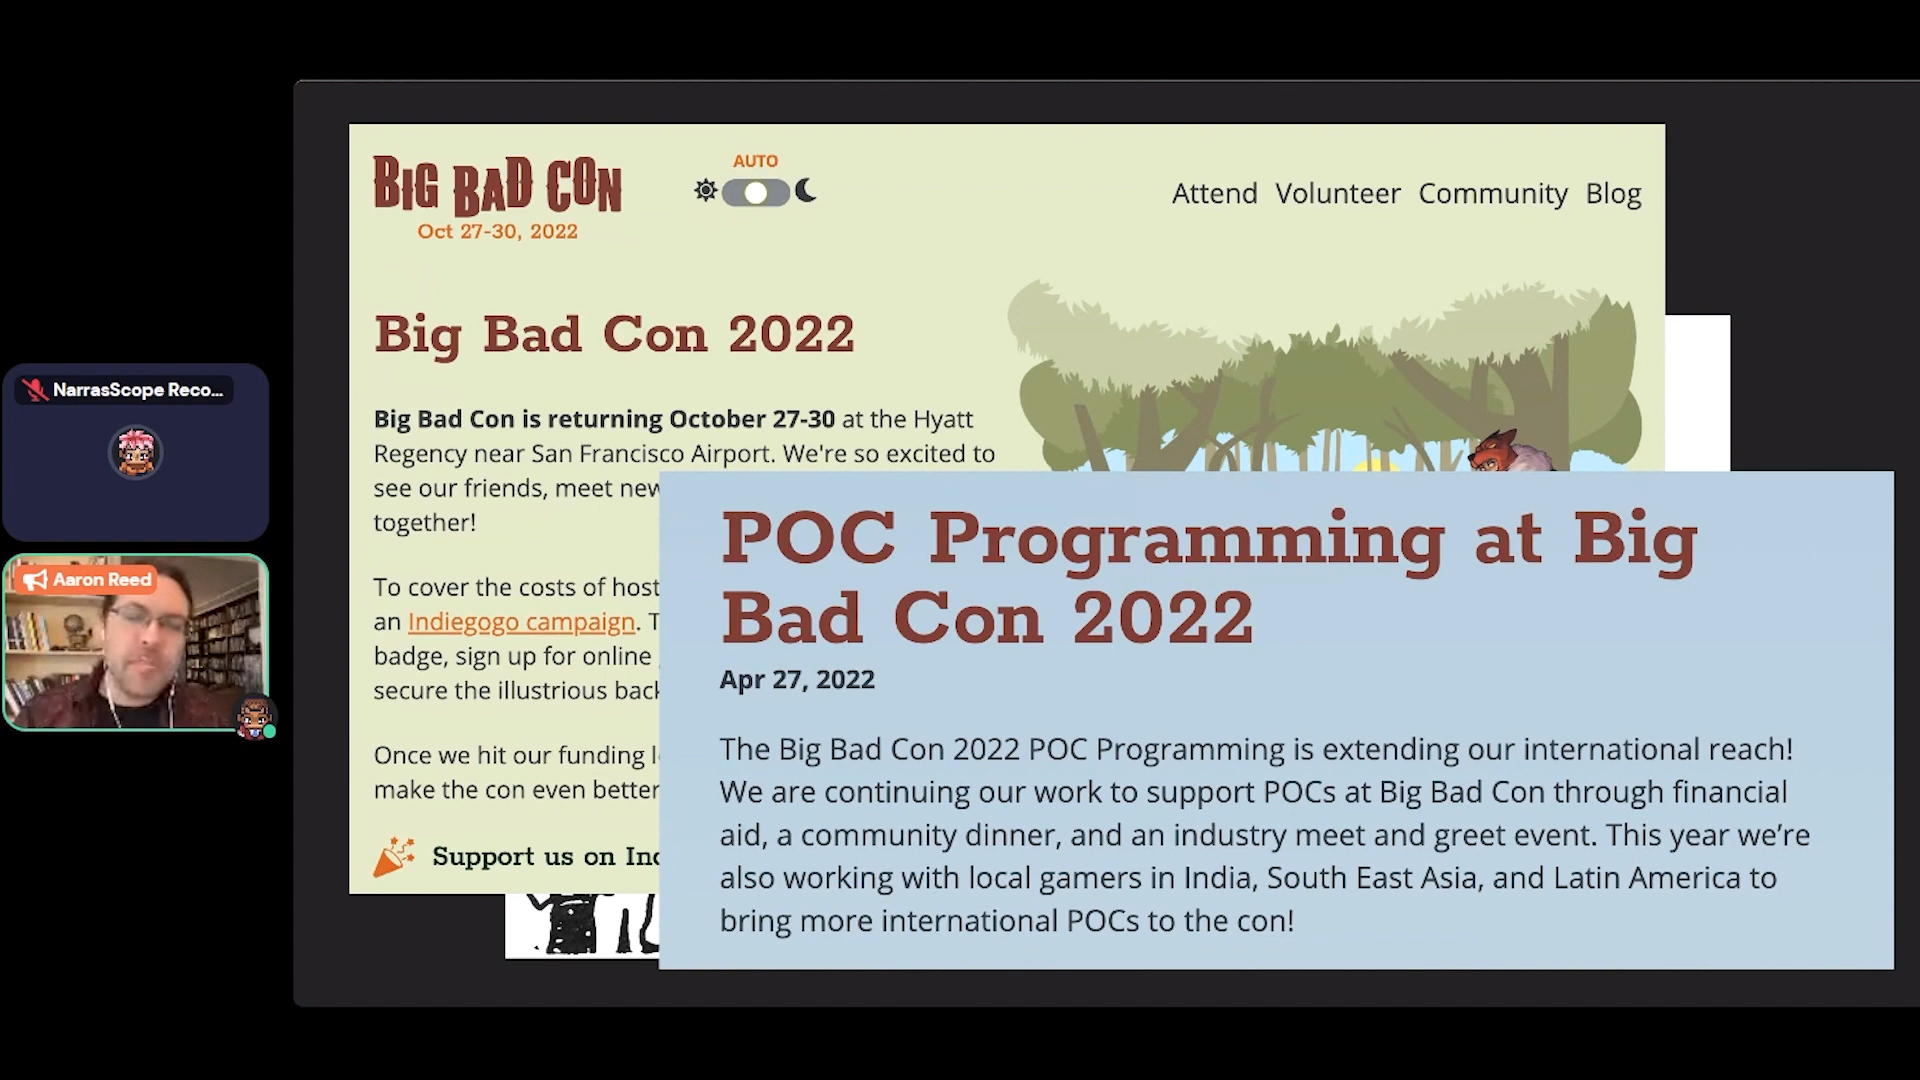 NarrasScope Reco...
Aaron Reed
BIG BAD CON
Oct 27-30, 2022
AUTO
Attend Volunteer Community Blog
Big Bad Con 2022
Big Bad Con is returning October 27-30 at the Hyatt
Regency near San Francisco Airport. We're so excited to
see our friends, meet new
together!
To cover the costs of host
an Indiegogo campaign. T
badge, sign up for online
secure the illustrious back
Once we hit our funding
make the con even better
Support us on Ind
POC Programming at Big
Bad Con 2022
Apr 27, 2022
The Big Bad Con 2022 POC Programming is extending our international reach!
We are continuing our work to support POCs at Big Bad Con through financial
aid, a community dinner, and an industry meet and greet event. This year we’re
also working with local gamers in India, South East Asia, and Latin America to
bring more international POCs to the con!